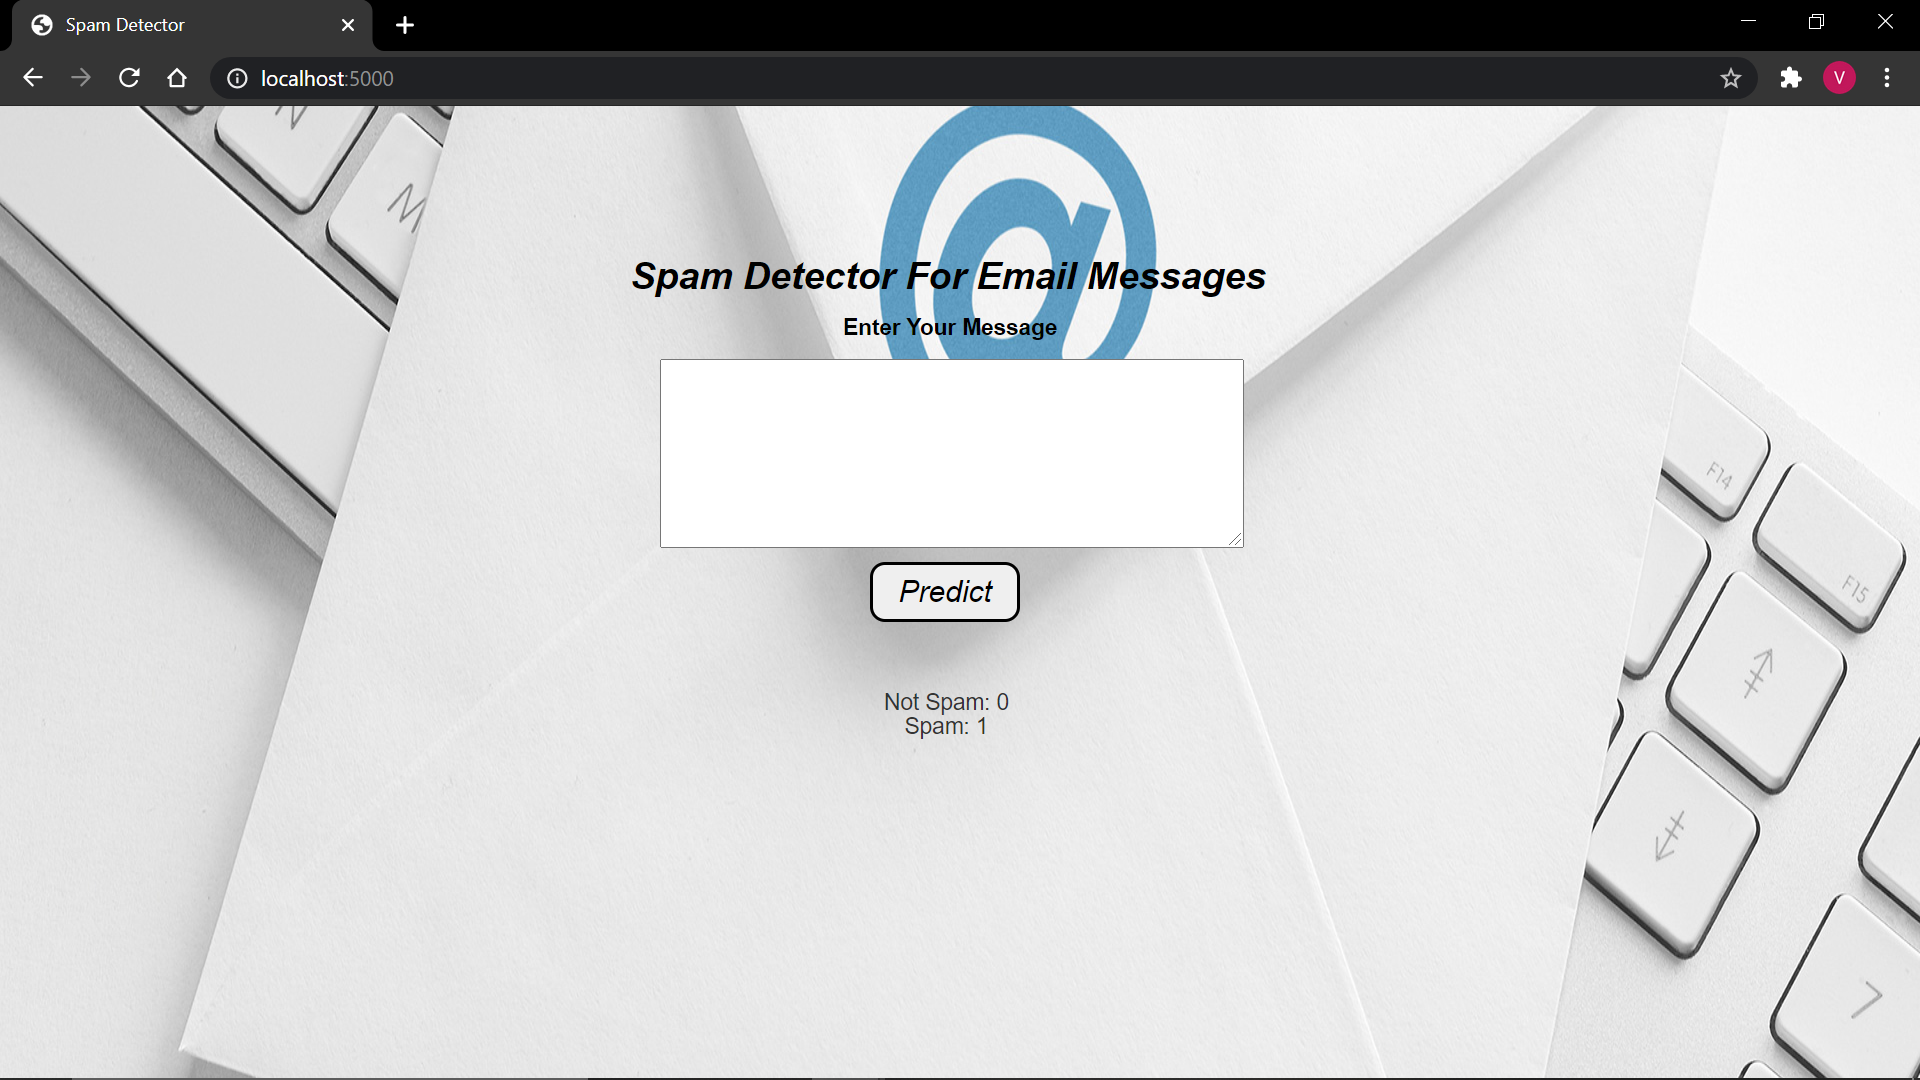 Spam Detector
localhost:5000
V
N
M
@
Spam Detector For Email Messages
Enter Your Message
F14
F15
Predict
Not Spam: 0
Spam: 1